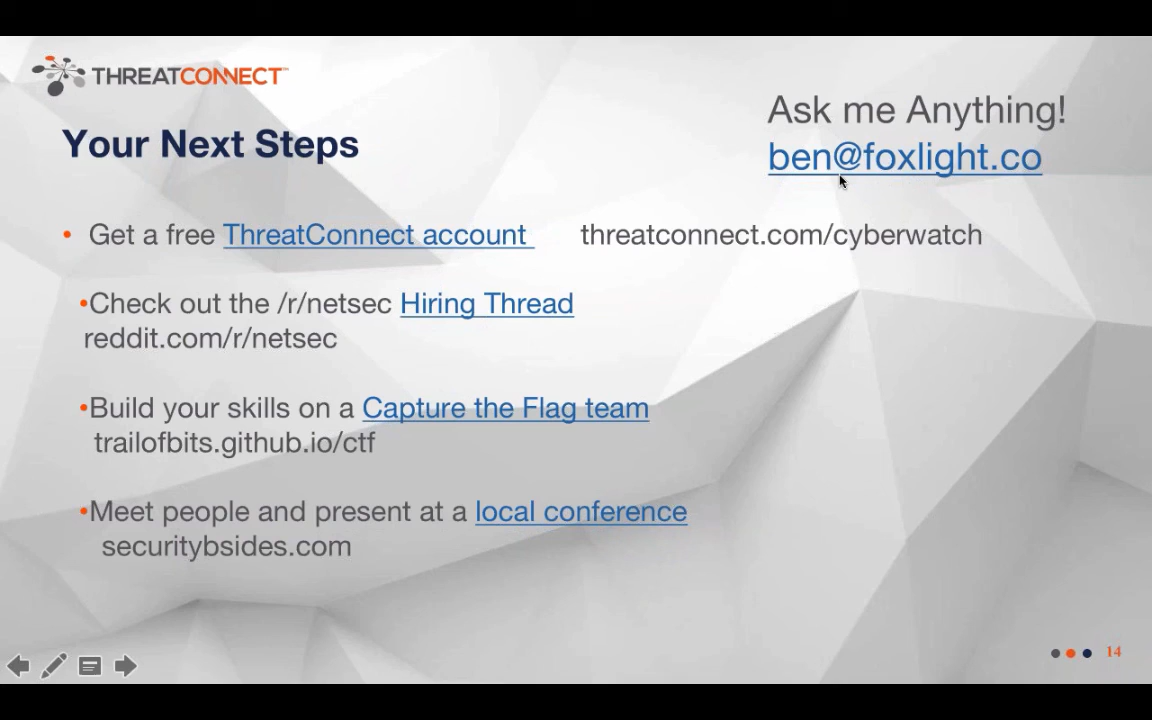 THREATCONNECT™
Ask me Anything!
ben@foxlight.co
Your Next Steps
• Get a free ThreatConnect account threatconnect.com/cyberwatch
•Check out the /r/netsec Hiring Thread
reddit.com/r/netsec
•Build your skills on a Capture the Flag team
trailofbits.github.io/ctf
•Meet people and present at a local conference
securitybsides.com
14